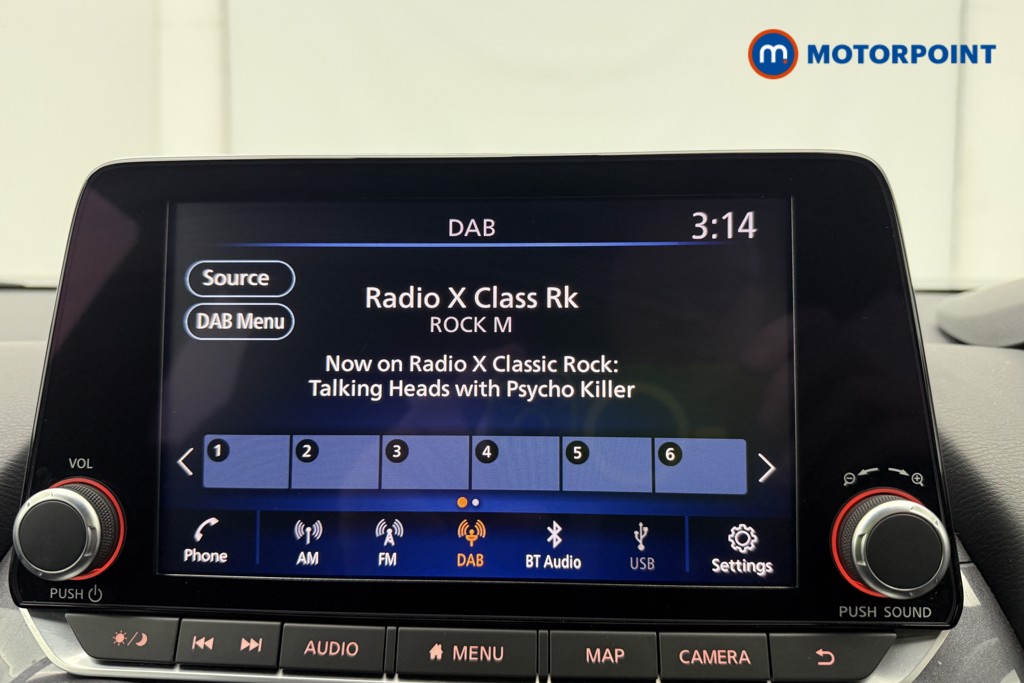 m MOTORPOINT
DAB
3:14
Source
DAB Menu
Radio X Class Rk
ROCK M
Now on Radio X Classic Rock:
Talking Heads with Psycho Killer
1 2 3 4 5 6
Phone AM FM DAB BT Audio USB Settings
VOL
PUSH
PUSH SOUND
AUDIO MENU MAP CAMERA